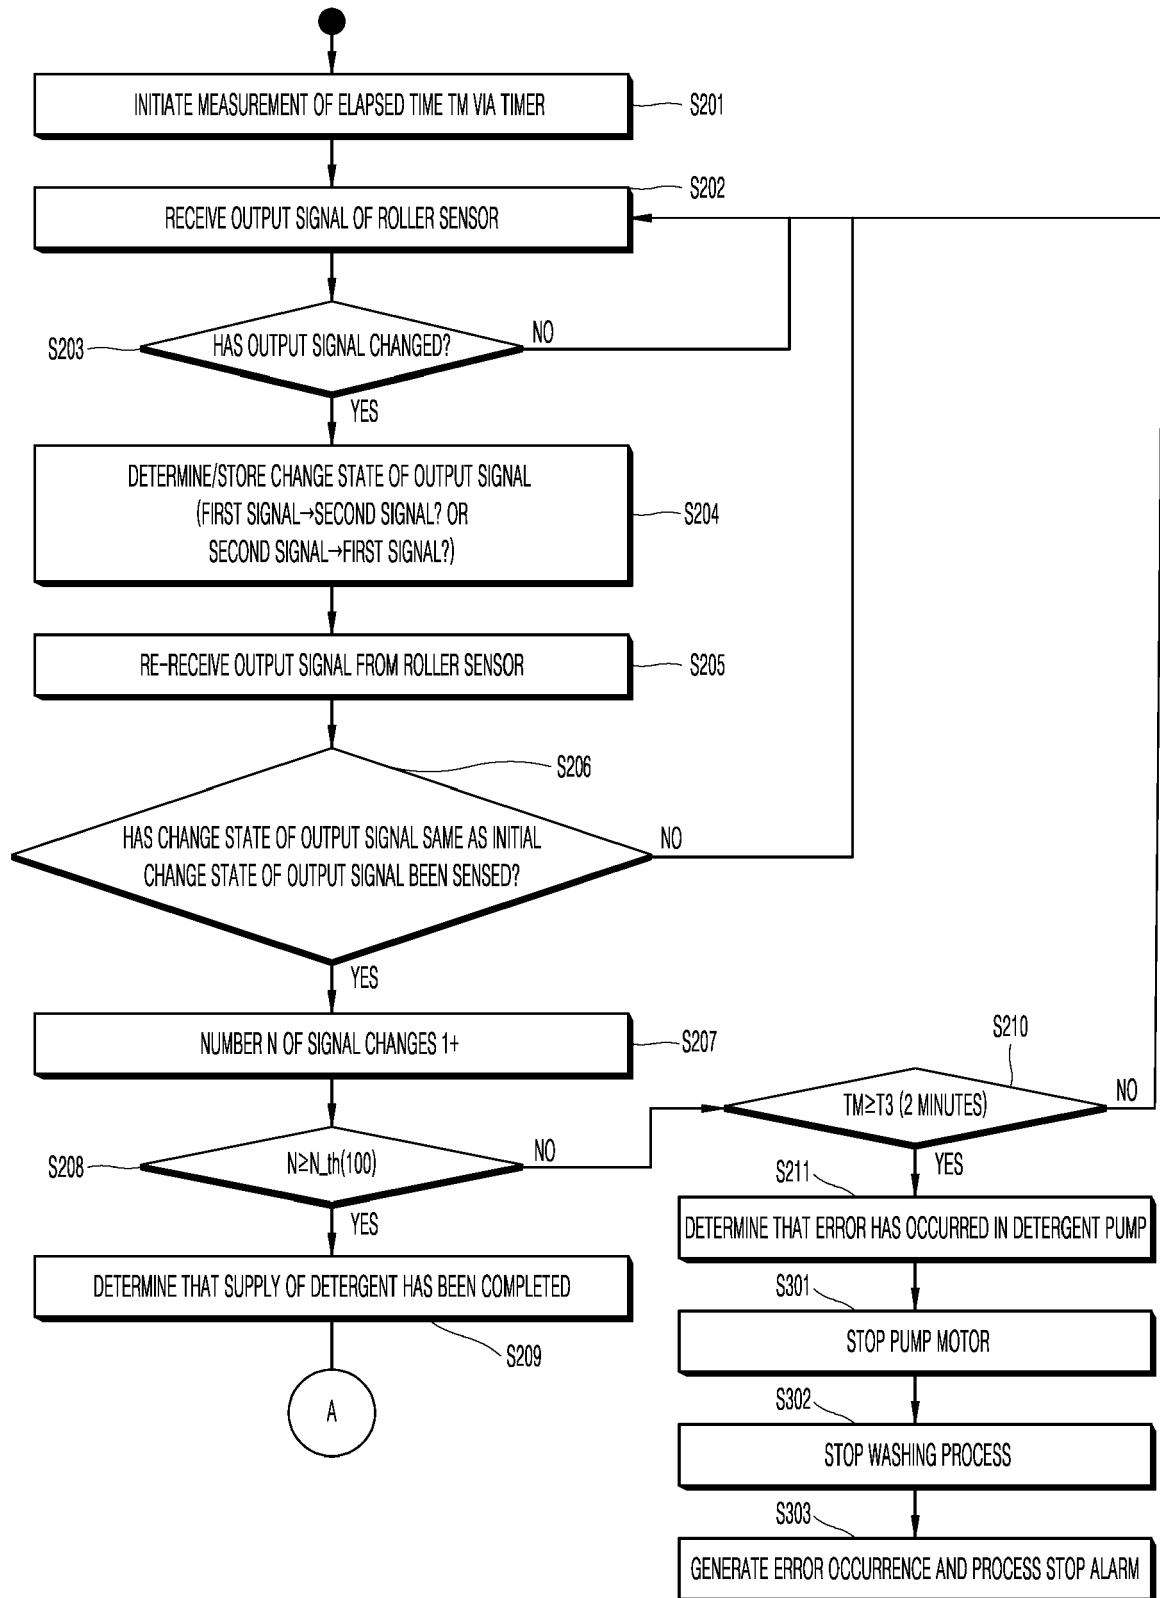 INITIATE MEASUREMENT OF ELAPSED TIME TM VIA TIMER
S201
S202
RECEIVE OUTPUT SIGNAL OF ROLLER SENSOR
S203
HAS OUTPUT SIGNAL CHANGED?
NO
YES
DETERMINE/STORE CHANGE STATE OF OUTPUT SIGNAL
(FIRST SIGNAL→SECOND SIGNAL? OR
SECOND SIGNAL→FIRST SIGNAL?)
S204
RE-RECEIVE OUTPUT SIGNAL FROM ROLLER SENSOR
S205
S206
HAS CHANGE STATE OF OUTPUT SIGNAL SAME AS INITIAL
CHANGE STATE OF OUTPUT SIGNAL BEEN SENSED?
NO
YES
NUMBER N OF SIGNAL CHANGES 1+
S207
S208
N≥N_th(100)
NO
YES
DETERMINE THAT SUPPLY OF DETERGENT HAS BEEN COMPLETED
S209
A
S210
TM≥T3 (2 MINUTES)
NO
YES
S211
DETERMINE THAT ERROR HAS OCCURRED IN DETERGENT PUMP
S301
STOP PUMP MOTOR
S302
STOP WASHING PROCESS
S303
GENERATE ERROR OCCURRENCE AND PROCESS STOP ALARM